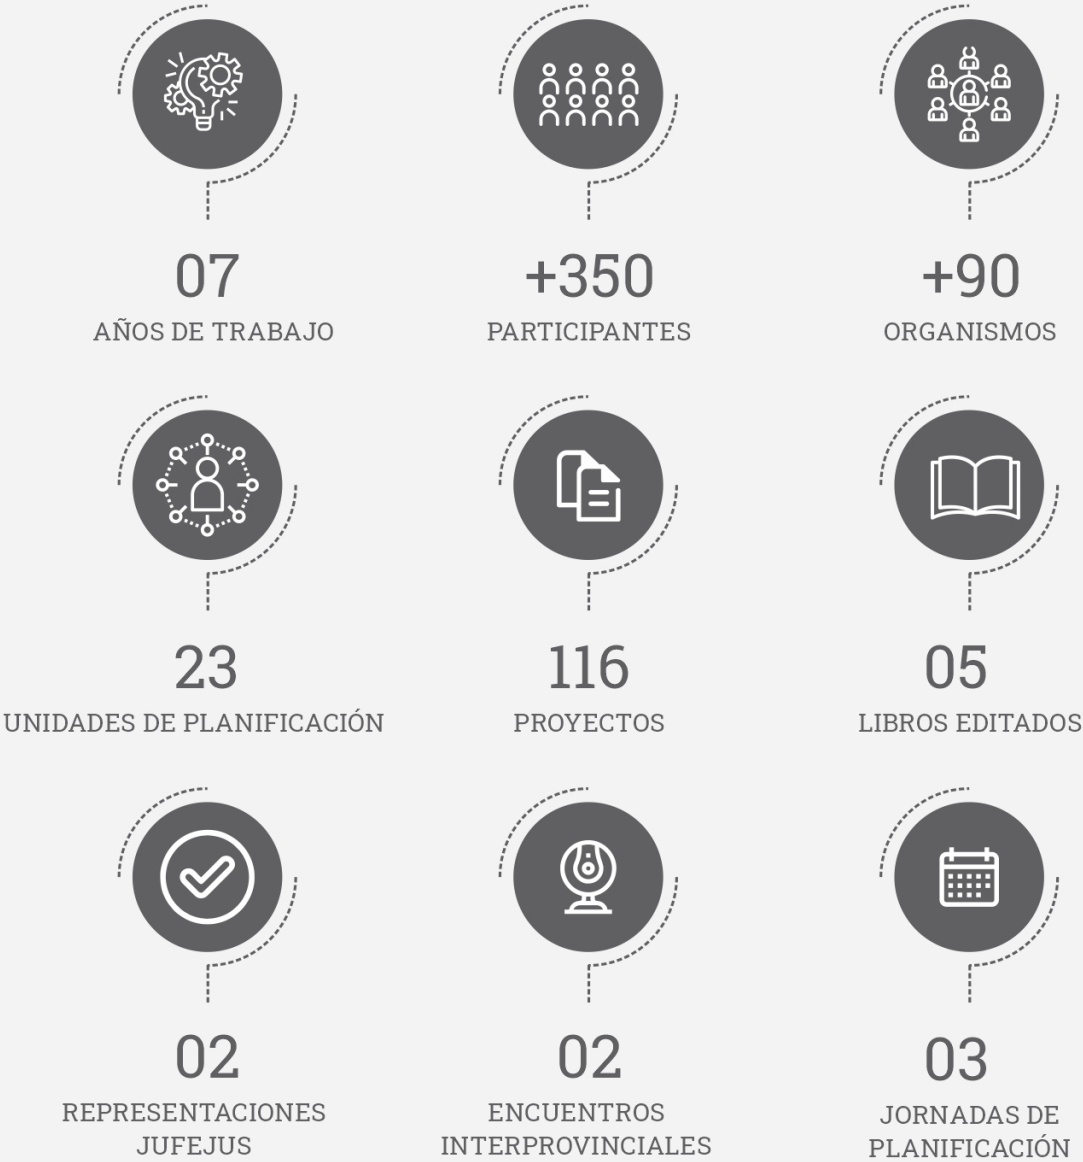 07
AÑOS DE TRABAJO
+350
PARTICIPANTES
+90
ORGANISMOS
23
UNIDADES DE PLANIFICACIÓN
116
PROYECTOS
05
LIBROS EDITADOS
02
REPRESENTACIONES
JUFEJUS
02
ENCUENTROS
INTERPROVINCIALES
03
JORNADAS DE
PLANIFICACIÓN